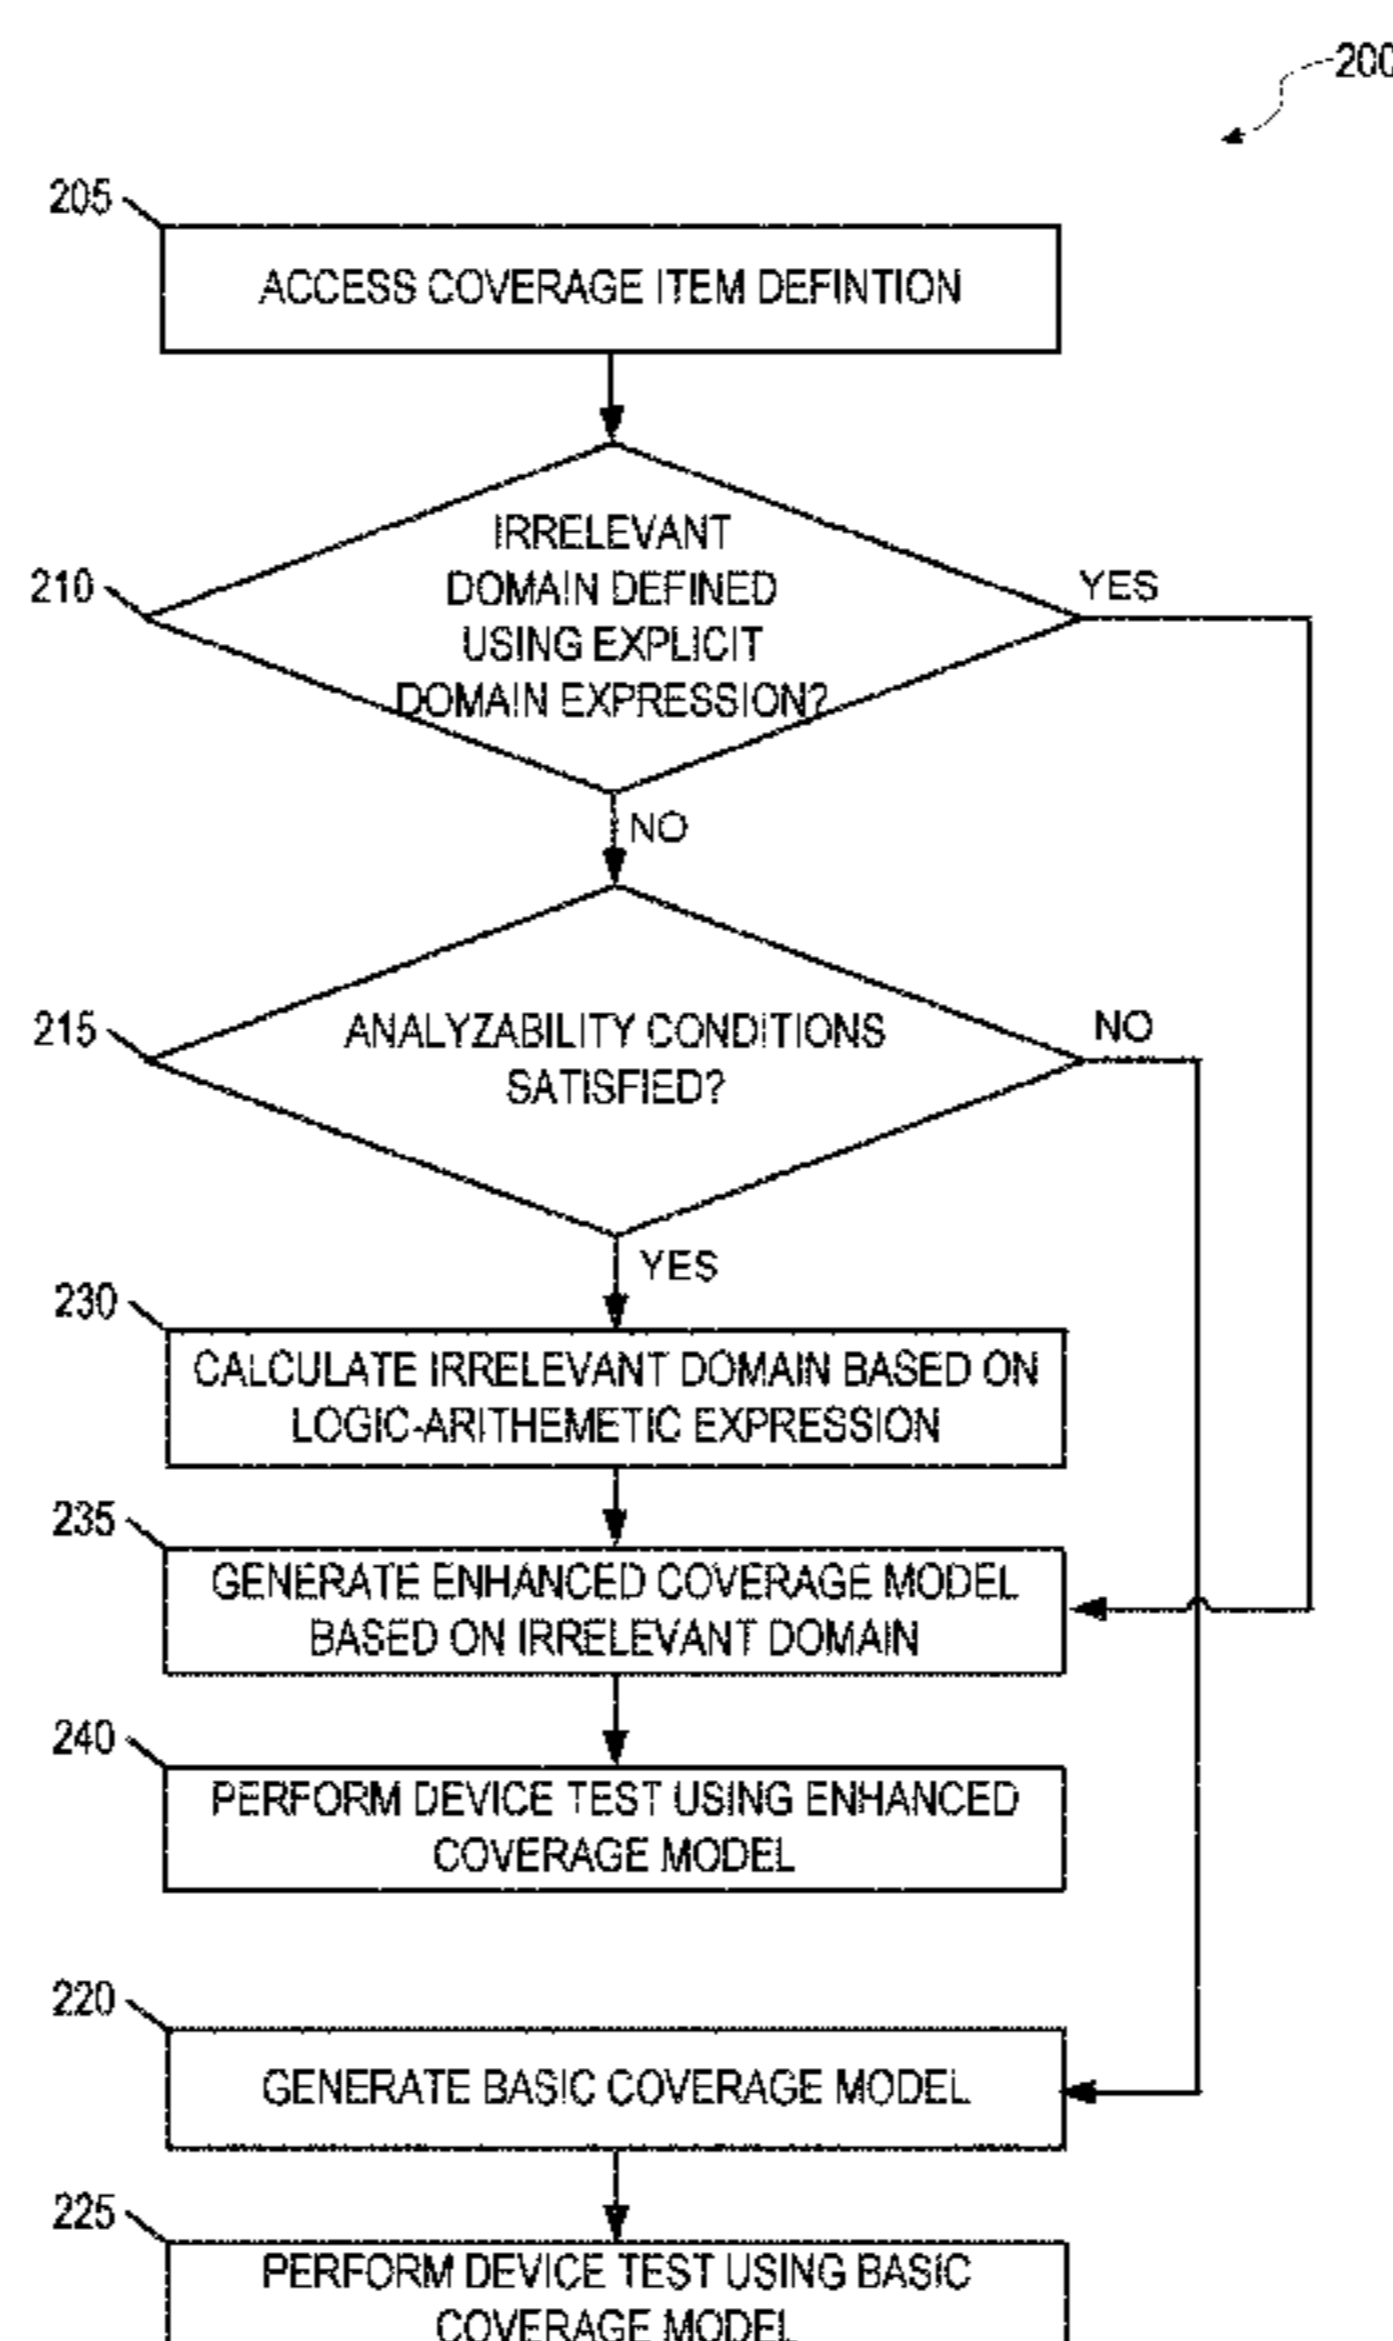 200
205
ACCESS COVERAGE ITEM DEFINTION
210
IRRELEVANT
DOMAIN DEFINED
USING EXPLICIT
DOMAIN EXPRESSION?
YES
NO
215
ANALYZABILITY CONDITIONS
SATISFIED?
NO
YES
230
CALCULATE IRRELEVANT DOMAIN BASED ON
LOGIC-ARITHEMETIC EXPRESSION
235
GENERATE ENHANCED COVERAGE MODEL
BASED ON IRRELEVANT DOMAIN
240
PERFORM DEVICE TEST USING ENHANCED
COVERAGE MODEL
220
GENERATE BASIC COVERAGE MODEL
225
PERFORM DEVICE TEST USING BASIC
COVERAGE MODEL